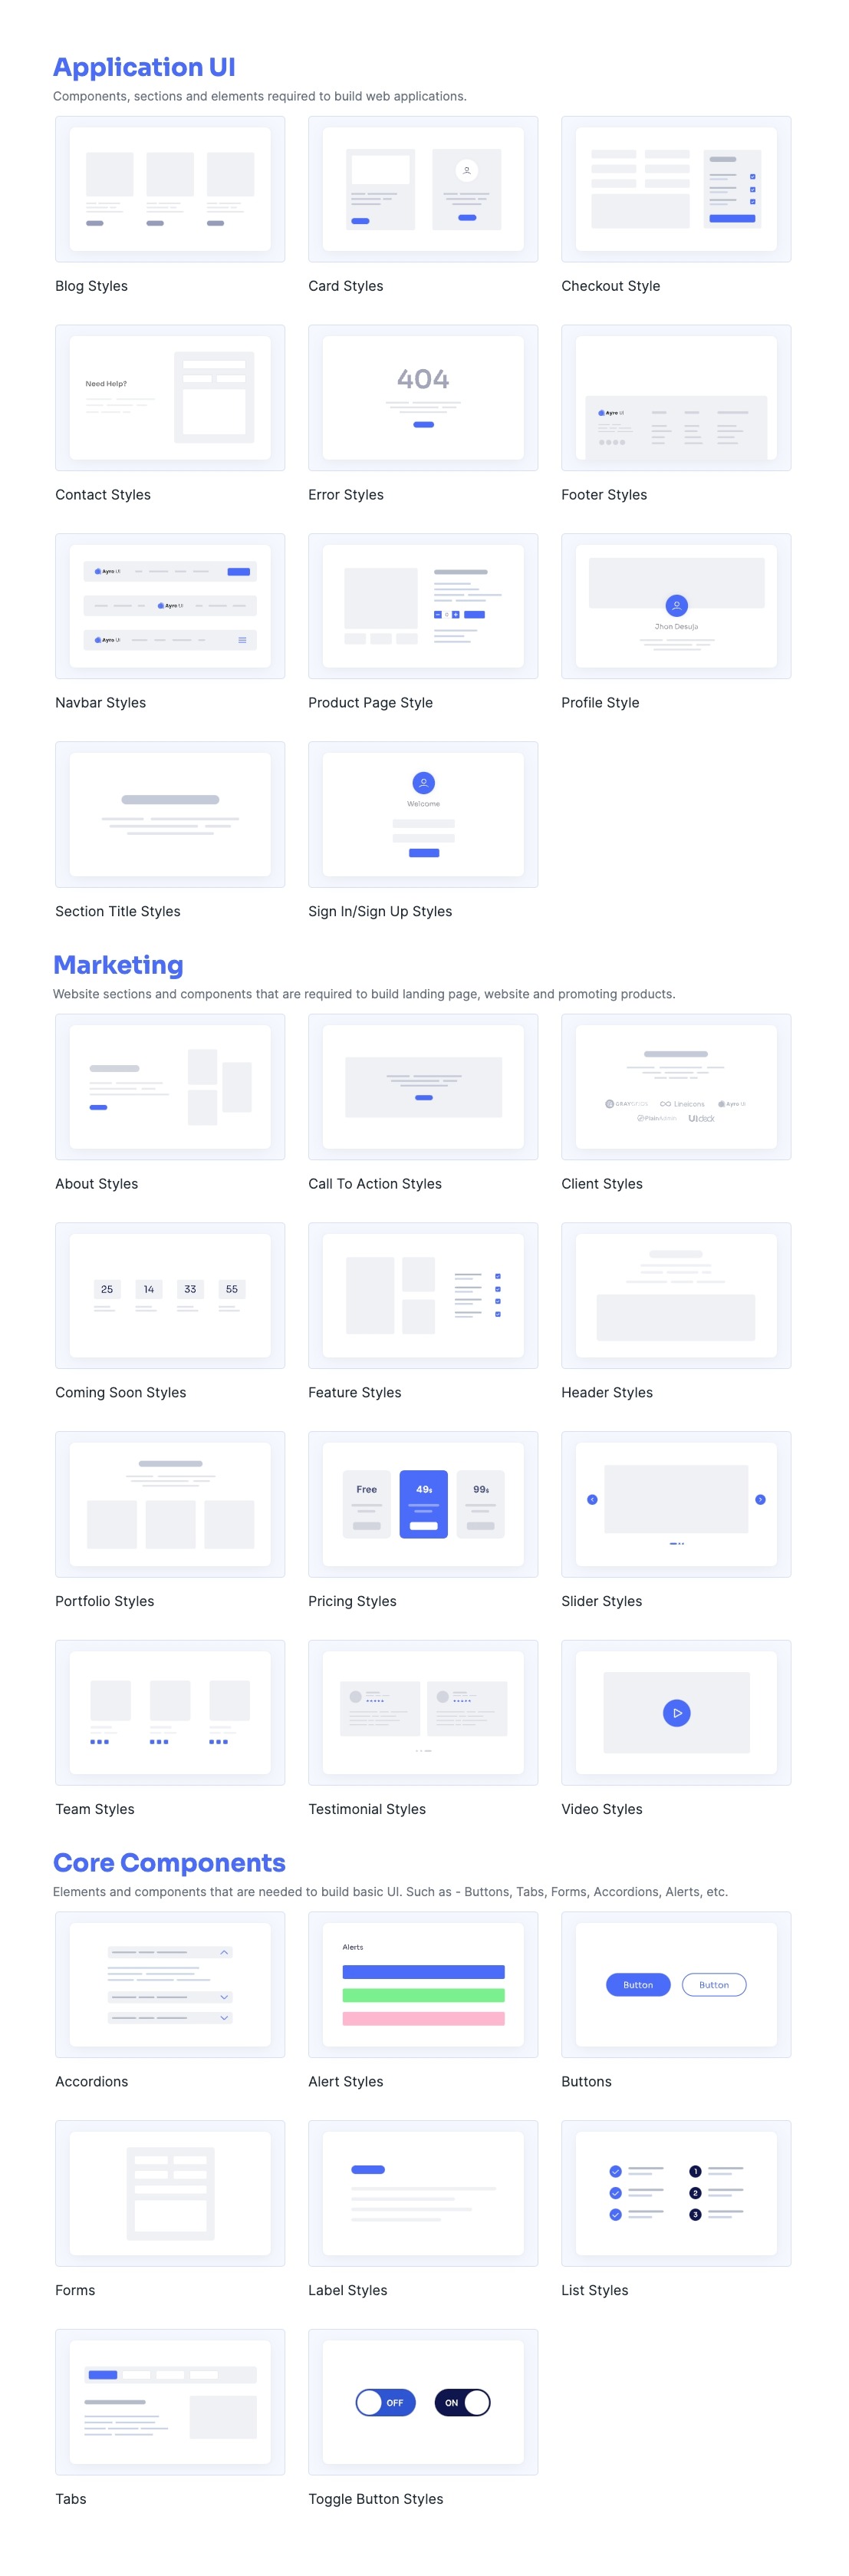 Application UI
Components, sections and elements required to build web applications.
Blog Styles
Card Styles
Checkout Style
Need Help?
404
Ayro UI
Contact Styles
Error Styles
Footer Styles
Ayro UI
Ayro UI
Ayro UI
0
Jhon Desuja
Navbar Styles
Product Page Style
Profile Style
Welcome
Section Title Styles
Sign In/Sign Up Styles
Marketing
Website sections and components that are required to build landing page, website and promoting products.
GRAYGRIDS
Lineicons
Ayro UI
PlainAdmin
UIdeck
About Styles
Call To Action Styles
Client Styles
25
14
33
55
Coming Soon Styles
Feature Styles
Header Styles
Free
49$
99$
Portfolio Styles
Pricing Styles
Slider Styles
Team Styles
Testimonial Styles
Video Styles
Core Components
Elements and components that are needed to build basic UI. Such as - Buttons, Tabs, Forms, Accordions, Alerts, etc.
Alerts
Button
Button
Accordions
Alert Styles
Buttons
1
2
3
Forms
Label Styles
List Styles
OFF
ON
Tabs
Toggle Button Styles